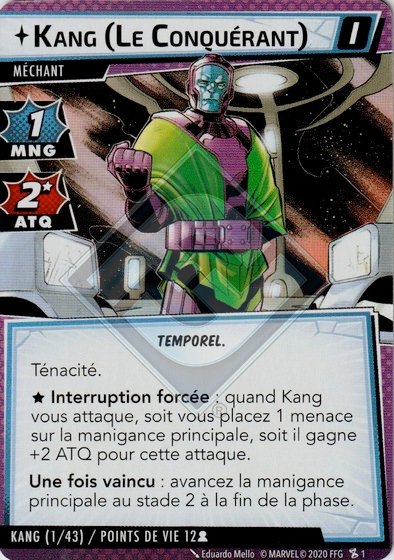 Kang (Le Conquérant)
I
MÉCHANT
1
MNG
2*
ATQ
TEMPOREL.
Ténacité.
★ Interruption forcée : quand Kang
vous attaque, soit vous placez 1 menace
sur la manigance principale, soit il gagne
+2 ATQ pour cette attaque.
Une fois vaincu : avancez la manigance
principale au stade 2 à la fin de la phase.
KANG (1/43) / POINTS DE VIE 12
Eduardo Mello © MARVEL © 2020 FFG 1
®